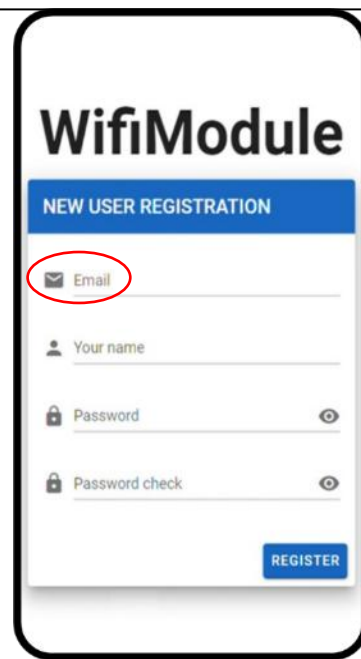 WifiModule
NEW USER REGISTRATION
Email
Your name
Password
Password check
REGISTER